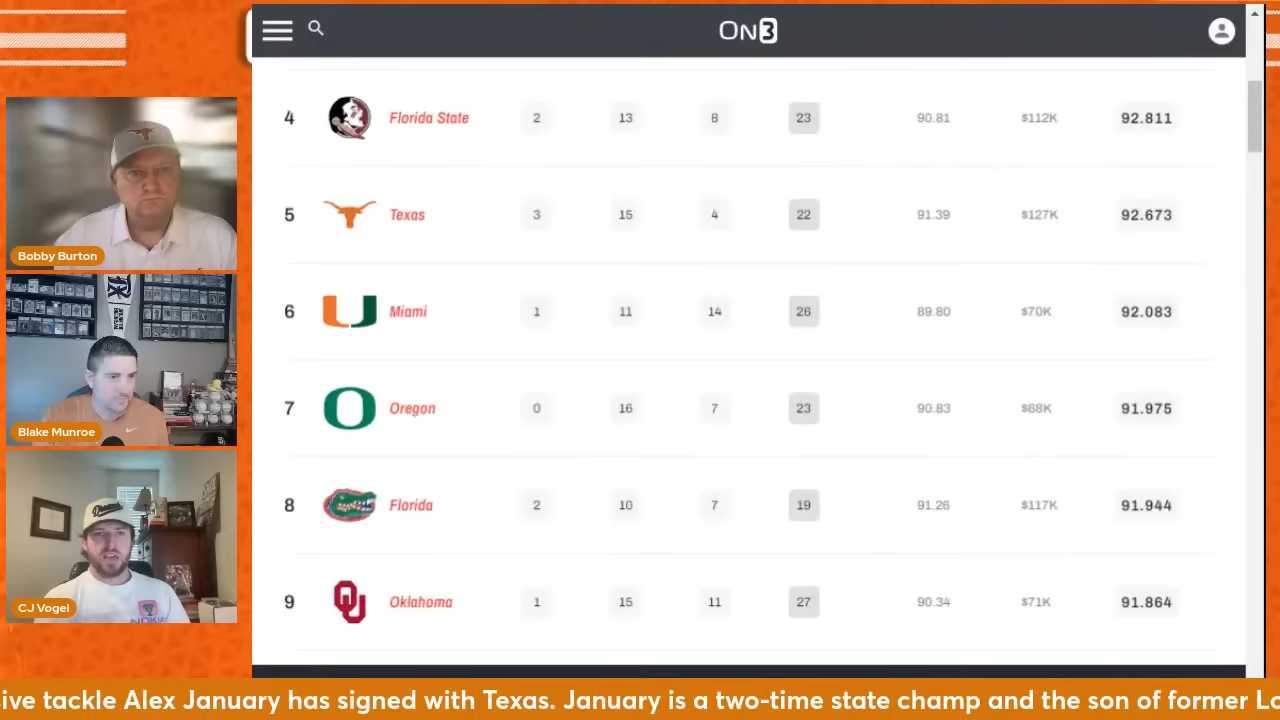 ON3
4 Florida State 2 13 8 23 90.81 $112K 92.811
5 Texas 3 15 4 22 91.39 $127K 92.673
6 Miami 1 11 14 26 89.80 $70K 92.083
7 Oregon 0 16 7 23 90.83 $68K 91.975
8 Florida 2 10 7 19 91.26 $117K 91.944
9 OU Oklahoma 1 15 11 27 90.34 $71K 91.864
Bobby Burton
Blake Munroe
CJ Vogel
ive tackle Alex January has signed with Texas. January is a two-time state champ and the son of former Lo